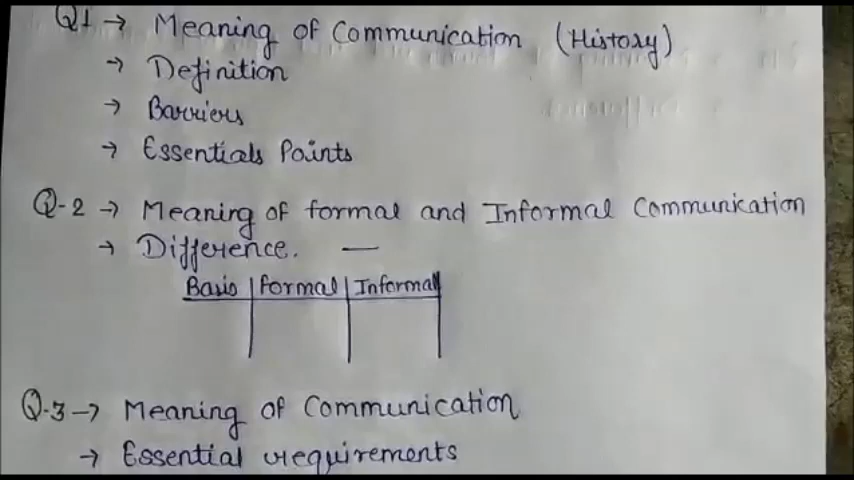 Q1 → Meaning of Communication (History)
→ Definition
→ Barriers
→ Essentials Points
Q-2 → Meaning of formal and Informal Communication
→ Difference. —
Basis | formal | Informal
Q.3 → Meaning of Communication
→ Essential requirements